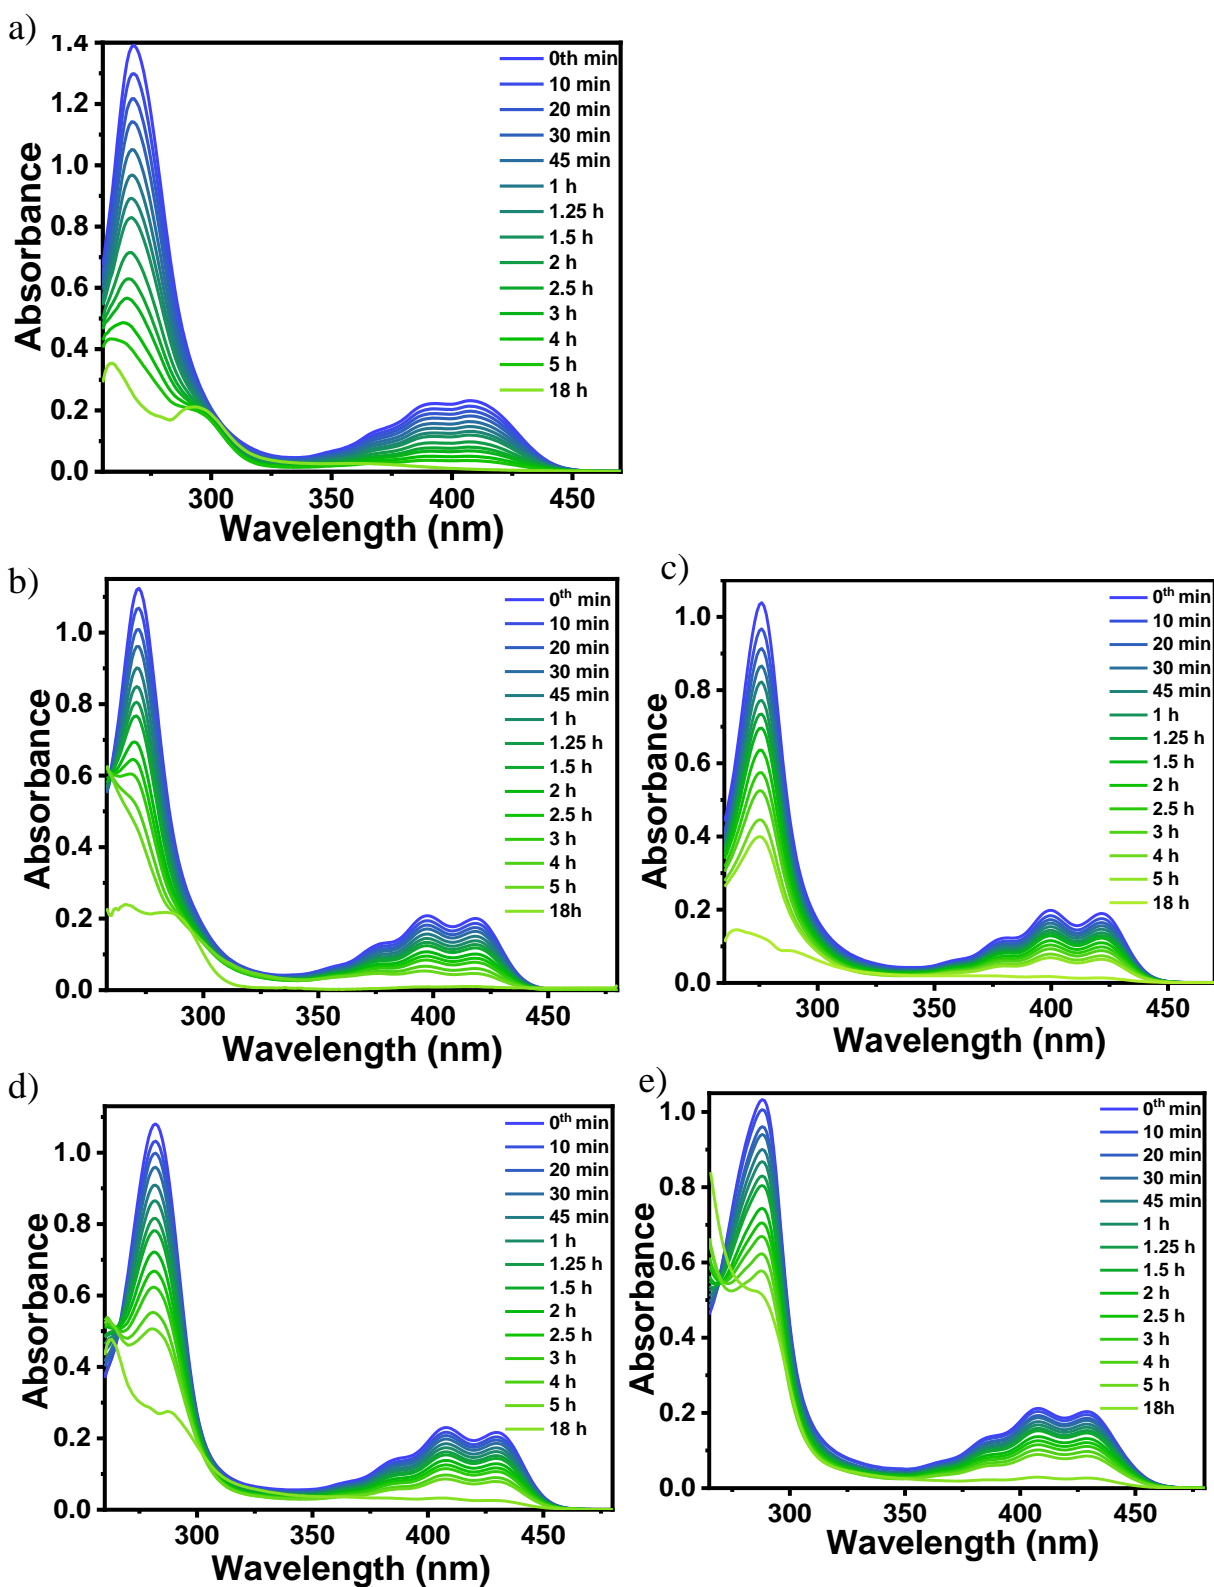 a)
1.4
1.2
1.0
0.8
0.6
0.4
0.2
0.0
Absorbance
300
350
400
450
Wavelength (nm)
0th min
10 min
20 min
30 min
45 min
1 h
1.25 h
1.5 h
2 h
2.5 h
3 h
4 h
5 h
18 h
b)
1.0
0.8
0.6
0.4
0.2
0.0
Absorbance
300
350
400
450
Wavelength (nm)
0th min
10 min
20 min
30 min
45 min
1 h
1.25 h
1.5 h
2 h
2.5 h
3 h
4 h
5 h
18h
c)
1.0
0.8
0.6
0.4
0.2
0.0
Absorbance
300
350
400
450
Wavelength (nm)
0th min
10 min
20 min
30 min
45 min
1 h
1.25 h
1.5 h
2 h
2.5 h
3 h
4 h
5 h
18 h
d)
1.0
0.8
0.6
0.4
0.2
0.0
Absorbance
300
350
400
450
Wavelength (nm)
0th min
10 min
20 min
30 min
45 min
1 h
1.25 h
1.5 h
2 h
2.5 h
3 h
4 h
5 h
18 h
e)
1.0
0.8
0.6
0.4
0.2
0.0
Absorbance
300
350
400
450
Wavelength (nm)
0th min
10 min
20 min
30 min
45 min
1 h
1.25 h
1.5 h
2 h
2.5 h
3 h
4 h
5 h
18h